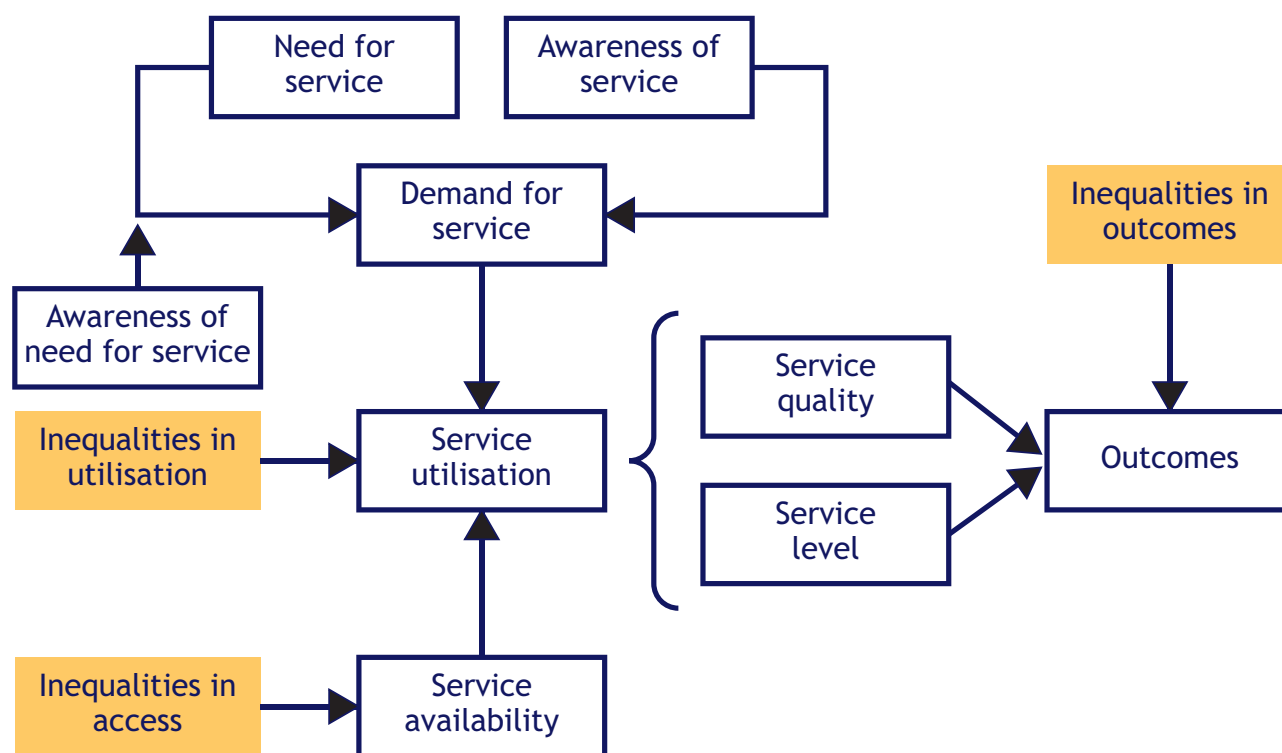 Need for
service
Awareness of
service
Demand for
service
Inequalities in
outcomes
Awareness of
need for service
Service
quality
Inequalities in
utilisation
Service
utilisation
Outcomes
Service
level
Inequalities in
access
Service
availability